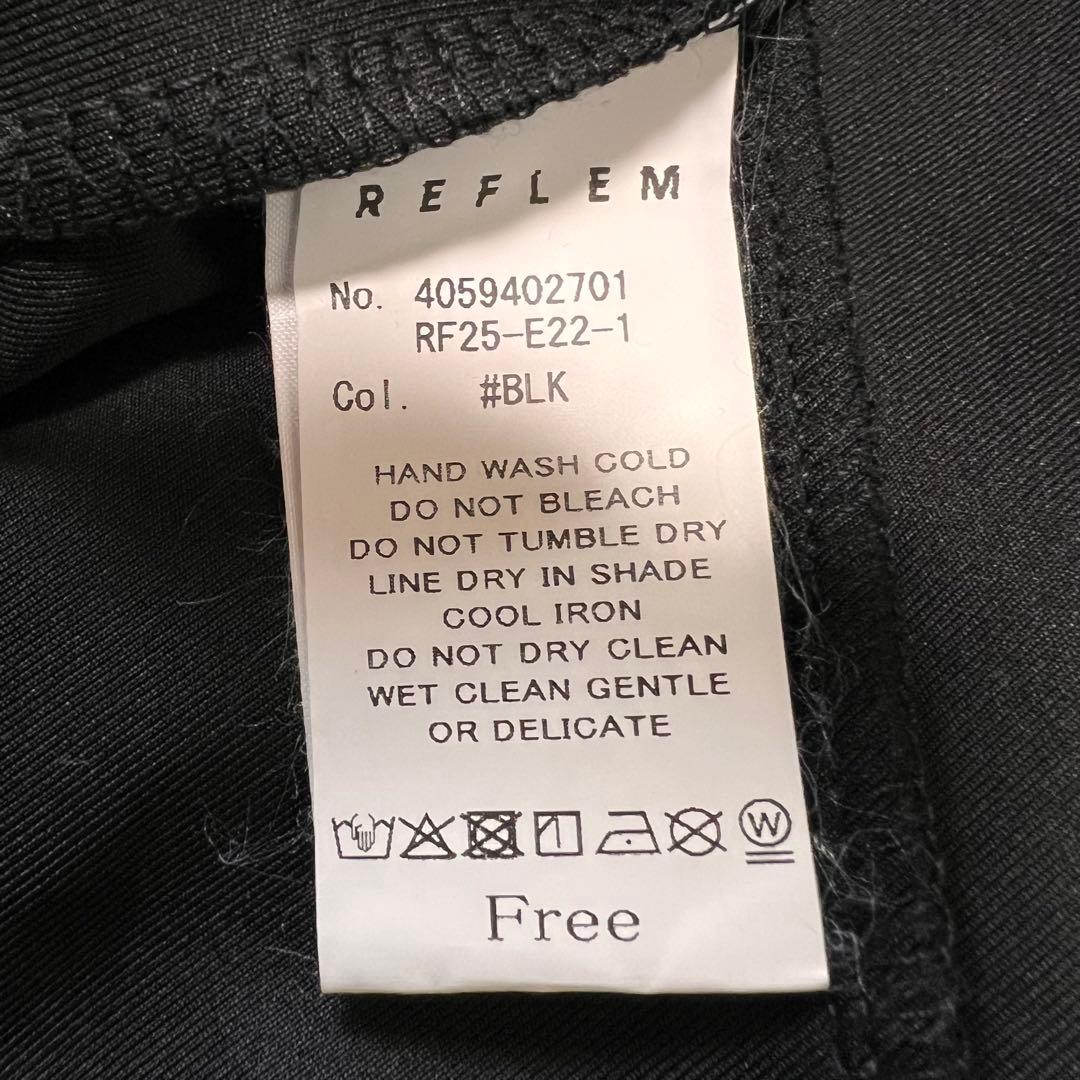 REFLEM
No. 4059402701
RF25-E22-1
Col. #BLK
HAND WASH COLD
DO NOT BLEACH
DO NOT TUMBLE DRY
LINE DRY IN SHADE
COOL IRON
DO NOT DRY CLEAN
WET CLEAN GENTLE
OR DELICATE
W
Free